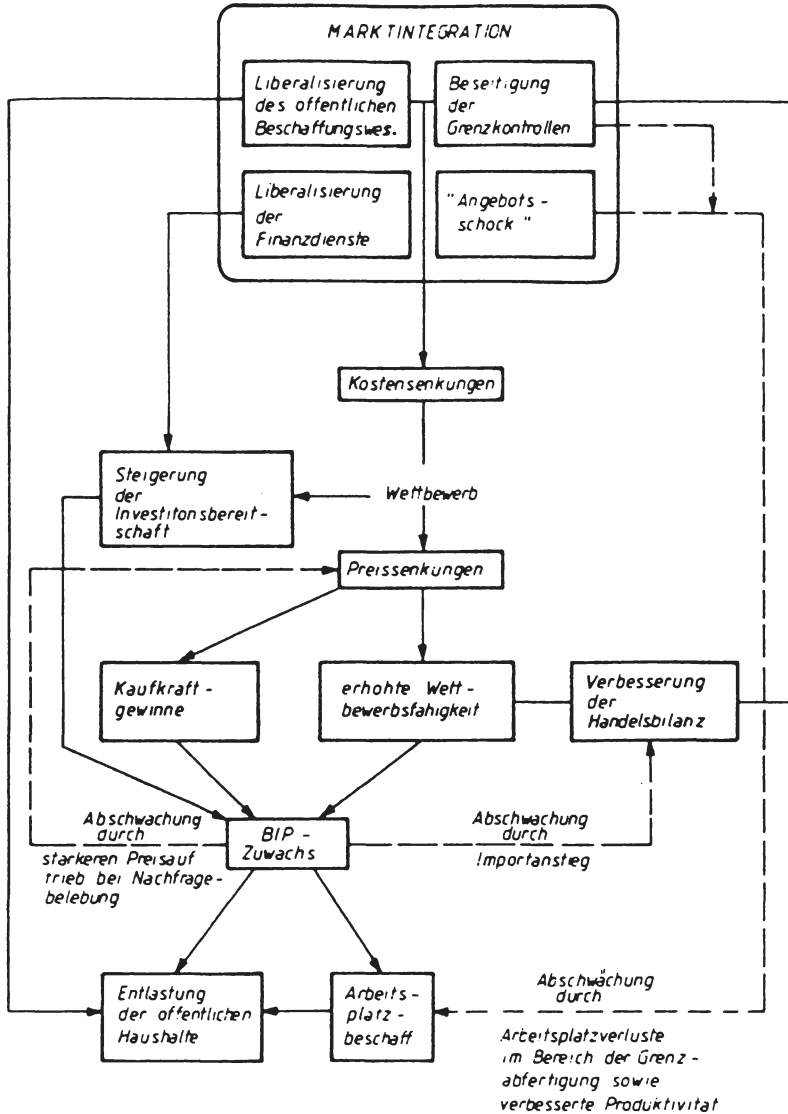 MARKTINTEGRATION
Liberalisierung
des offentlichen
Beschaffungswes.
Beseitigung
der
Grenzkontrollen
Liberalisierung
der
Finanzdienste
"Angebots-
schock"
Kostensenkungen
Steigerung
der
Investitonsbereit-
schaft
Wettbewerb
Preissenkungen
Kaufkraft-
gewinne
erhohte Wett-
bewerbsfahigkeit
Verbesserung
der
Handelsbilanz
Abschwachung
durch
starkeren Preisauf
trieb bei Nachfrage-
belebung
BIP -
Zuwachs
Abschwachung
durch
Importanstieg
Entlastung
der offentlichen
Haushalte
Arbeits-
platz-
beschaff
Abschwächung
durch
Arbeitsplatzverluste
im Bereich der Grenz-
abfertigung sowie
verbesserte Produktivitat